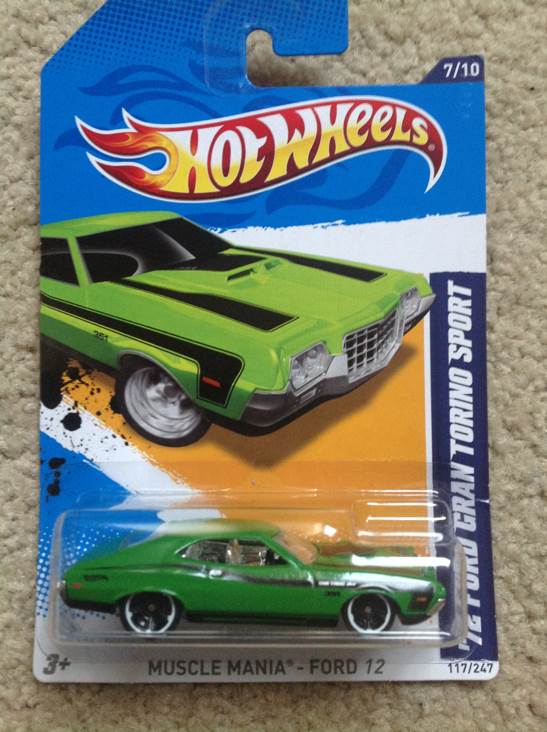 7/10
HOT WHEELS®
351
'72 FORD GRAN TORINO SPORT
3+
MUSCLE MANIA® - FORD 12
117/247